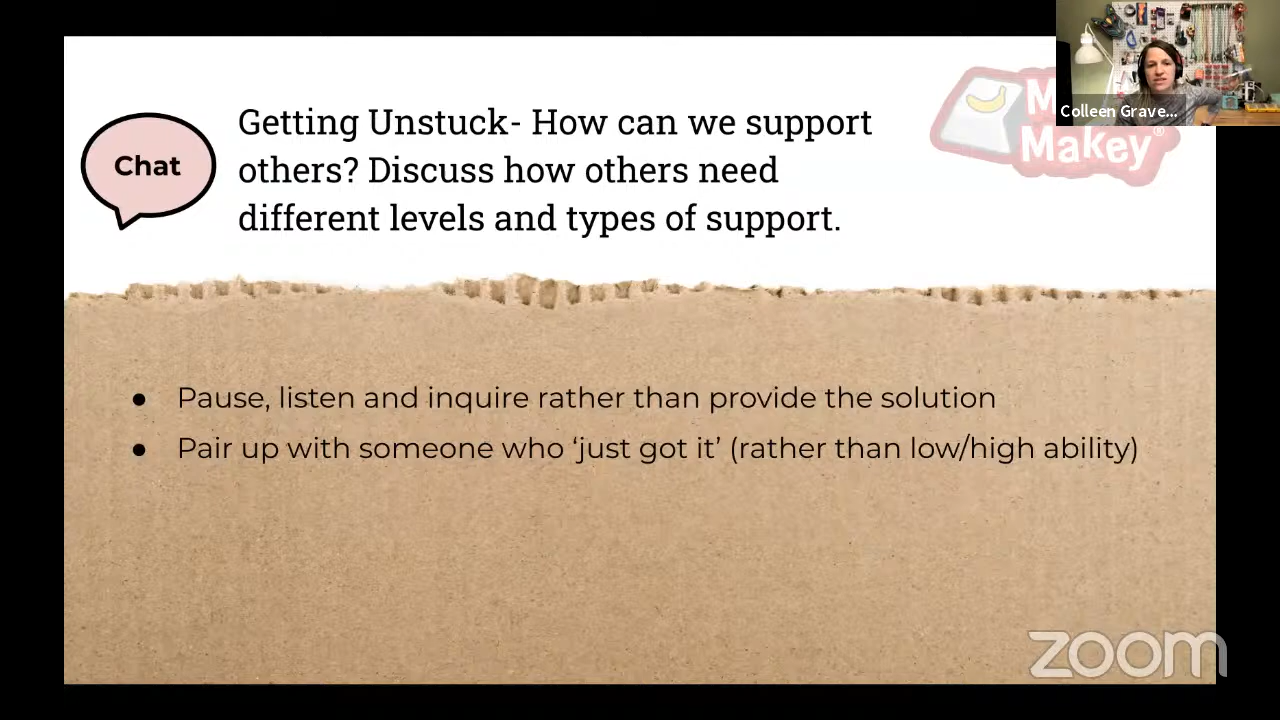 Colleen Grave...
Chat
Getting Unstuck- How can we support
others? Discuss how others need
different levels and types of support.
M
Makey®
● Pause, listen and inquire rather than provide the solution
● Pair up with someone who ‘just got it’ (rather than low/high ability)
zoom